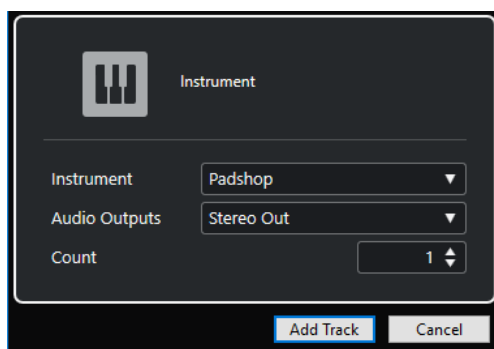 Instrument
Instrument Padshop
Audio Outputs Stereo Out
Count 1
Add Track Cancel